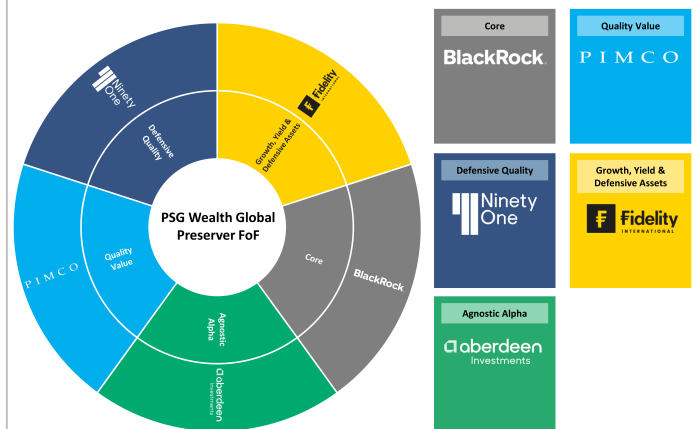 PSG Wealth Global
Preserver FoF
Growth, Yield &
Defensive Assets
Fidelity
INTERNATIONAL
Core
BlackRock
Agnostic
Alpha
aberdeen
Investments
Quality
Value
PIMCO
Defensive
Quality
Ninety
One
Core
BlackRock.
Quality Value
PIMCO
Defensive Quality
Ninety
One
Growth, Yield &
Defensive Assets
Fidelity
INTERNATIONAL
Agnostic Alpha
aberdeen
Investments